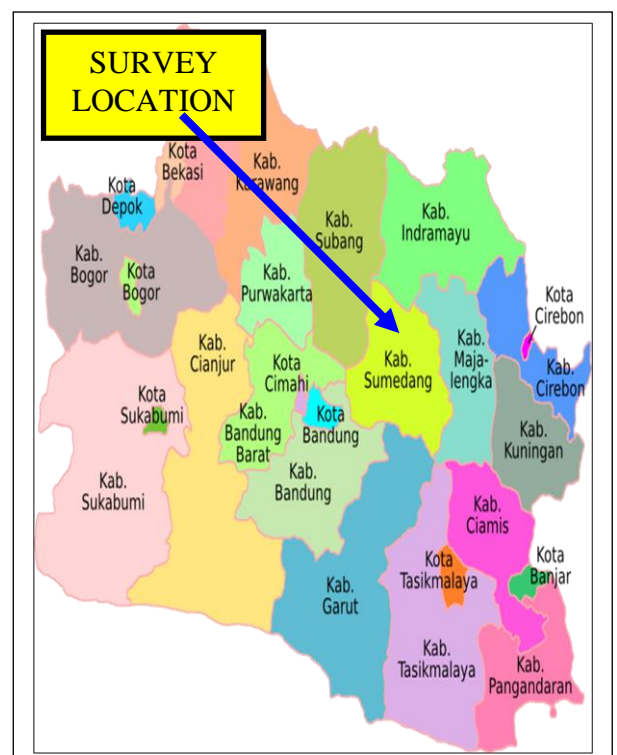 SURVEY
LOCATION
Kota
Bekasi
Kab.
Karawang
Kota
Depok
Kab.
Subang
Kab.
Indramayu
Kab.
Bogor
Kota
Bogor
Kab.
Purwakarta
Kota
Cirebon
Kab.
Cianjur
Kota
Cimahi
Kab.
Sumedang
Kab.
Maja-
lengka
Kab.
Cirebon
Kota
Sukabumi
Kab.
Bandung
Barat
Kota
Bandung
Kab.
Kuningan
Kab.
Sukabumi
Kab.
Bandung
Kab.
Ciamis
Kota
Tasikmalaya
Kota
Banjar
Kab.
Garut
Kab.
Tasikmalaya
Kab.
Pangandaran